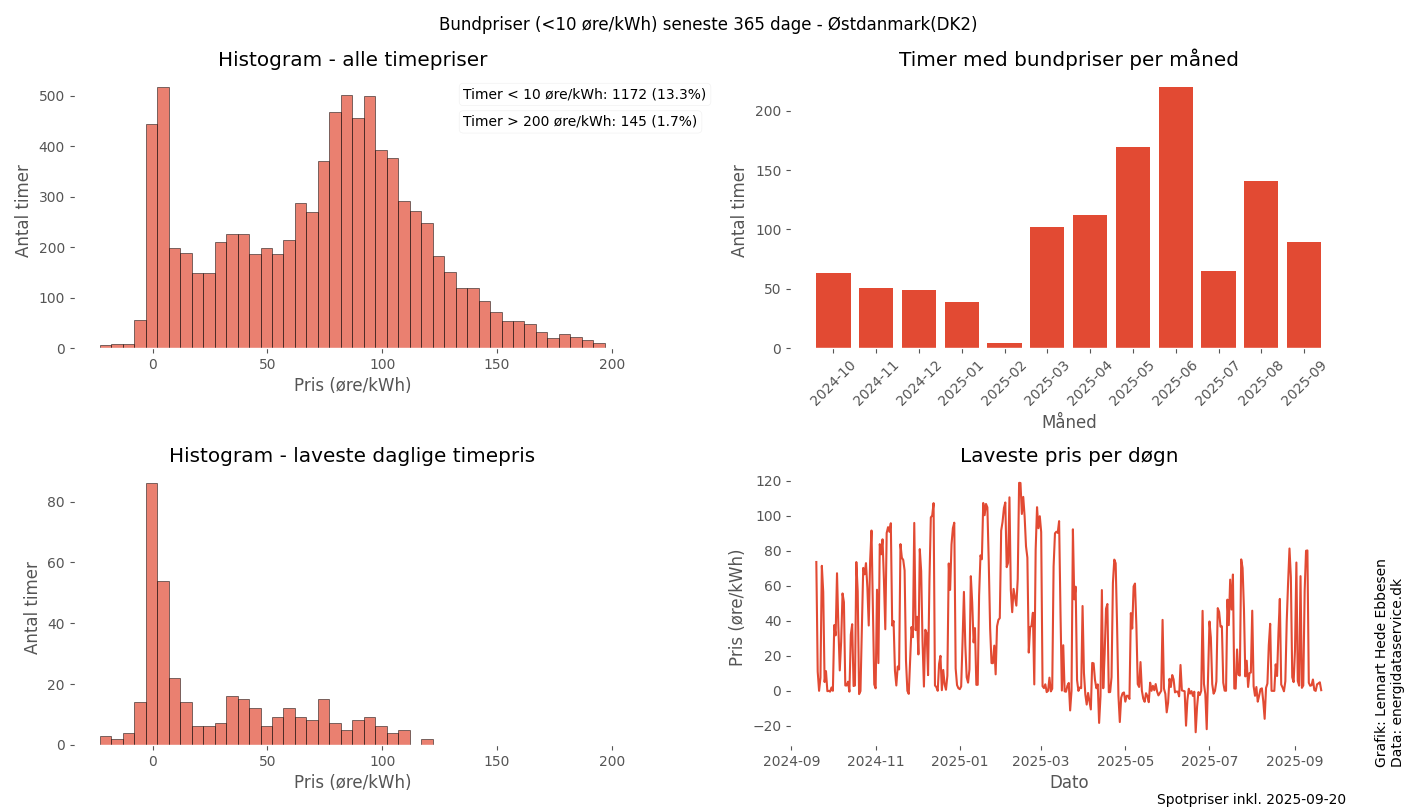 Bundpriser (<10 øre/kWh) seneste 365 dage - Østdanmark(DK2)
Histogram - alle timepriser
Timer < 10 øre/kWh: 1172 (13.3%)
Timer > 200 øre/kWh: 145 (1.7%)
Antal timer
500
400
300
200
100
0
0 50 100 150 200
Pris (øre/kWh)
Timer med bundpriser per måned
Antal timer
200
150
100
50
0
2024-10 2024-11 2024-12 2025-01 2025-02 2025-03 2025-04 2025-05 2025-06 2025-07 2025-08 2025-09
Måned
Histogram - laveste daglige timepris
Antal timer
80
60
40
20
0
0 50 100 150 200
Pris (øre/kWh)
Laveste pris per døgn
Pris (øre/kWh)
120
100
80
60
40
20
0
−20
2024-09 2024-11 2025-01 2025-03 2025-05 2025-07 2025-09
Dato
Grafik: Lennart Hede Ebbesen
Data: energidataservice.dk
Spotpriser inkl. 2025-09-20